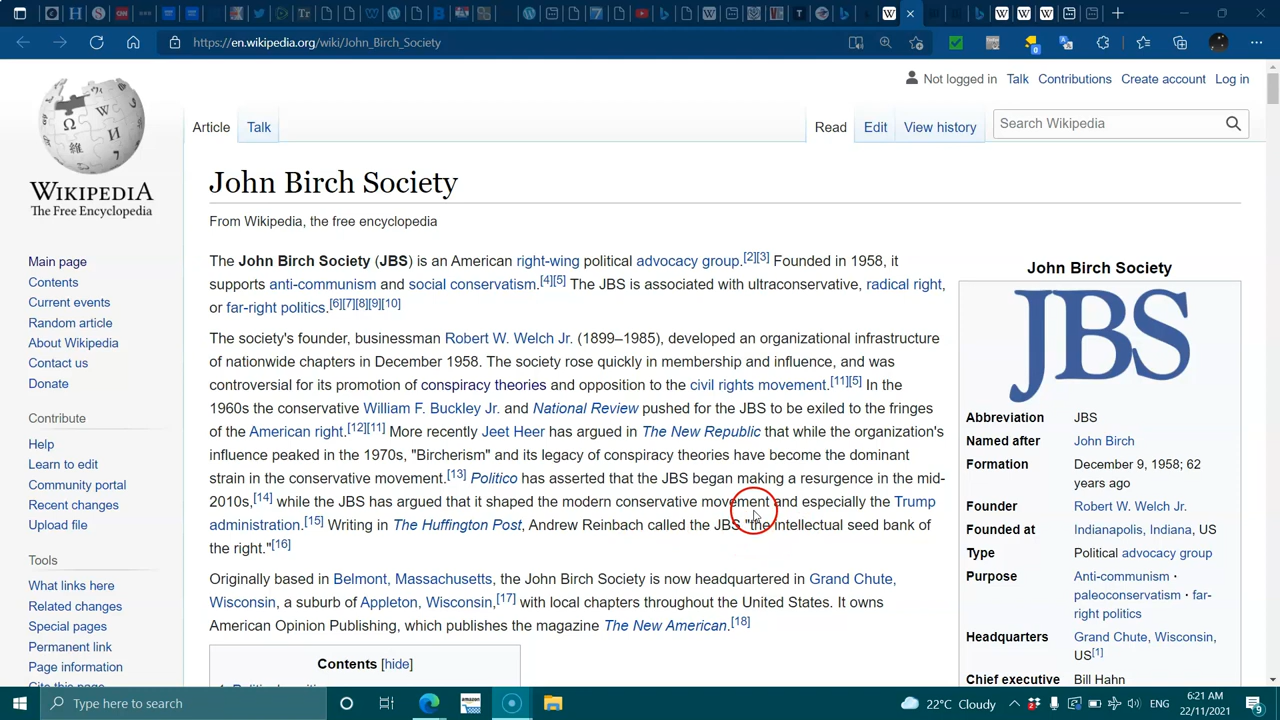 https://en.wikipedia.org/wiki/John_Birch_Society
Not logged in Talk Contributions Create account Log in
Article Talk Read Edit View history Search Wikipedia
WIKIPEDIA
The Free Encyclopedia
Main page
Contents
Current events
Random article
About Wikipedia
Contact us
Donate
Contribute
Help
Learn to edit
Community portal
Recent changes
Upload file
Tools
What links here
Related changes
Special pages
Permanent link
Page information
Cite this page
John Birch Society
From Wikipedia, the free encyclopedia
The John Birch Society (JBS) is an American right-wing political advocacy group.[2][3] Founded in 1958, it
supports anti-communism and social conservatism.[4][5] The JBS is associated with ultraconservative, radical right,
or far-right politics.[6][7][8][9][10]
The society's founder, businessman Robert W. Welch Jr. (1899–1985), developed an organizational infrastructure
of nationwide chapters in December 1958. The society rose quickly in membership and influence, and was
controversial for its promotion of conspiracy theories and opposition to the civil rights movement.[11][5] In the
1960s the conservative William F. Buckley Jr. and National Review pushed for the JBS to be exiled to the fringes
of the American right.[12][11] More recently Jeet Heer has argued in The New Republic that while the organization's
influence peaked in the 1970s, "Bircherism" and its legacy of conspiracy theories have become the dominant
strain in the conservative movement.[13] Politico has asserted that the JBS began making a resurgence in the mid-
2010s,[14] while the JBS has argued that it shaped the modern conservative movement and especially the Trump
administration.[15] Writing in The Huffington Post, Andrew Reinbach called the JBS "the intellectual seed bank of
the right."[16]
Originally based in Belmont, Massachusetts, the John Birch Society is now headquartered in Grand Chute,
Wisconsin, a suburb of Appleton, Wisconsin,[17] with local chapters throughout the United States. It owns
American Opinion Publishing, which publishes the magazine The New American.[18]
Contents [hide]
John Birch Society
JBS
Abbreviation JBS
Named after John Birch
Formation December 9, 1958; 62
years ago
Founder Robert W. Welch Jr.
Founded at Indianapolis, Indiana, US
Type Political advocacy group
Purpose Anti-communism ·
paleoconservatism · far-
right politics
Headquarters Grand Chute, Wisconsin,
US[1]
Chief executive Bill Hahn
Type here to search
amazon
22°C Cloudy
ENG
6:21 AM
22/11/2021
9